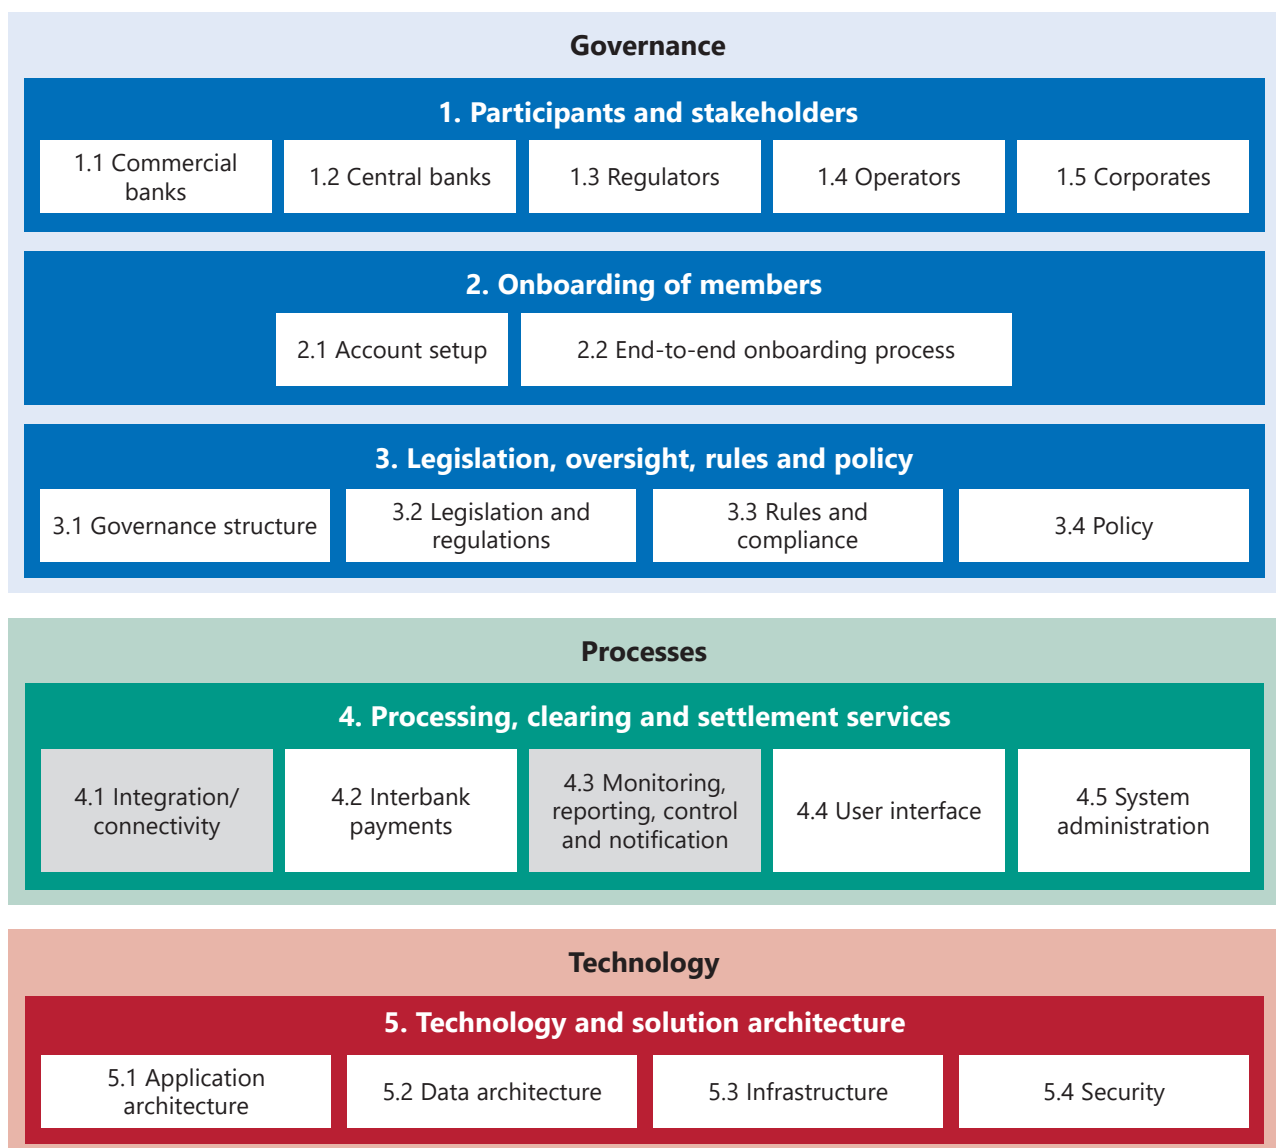 Governance
1. Participants and stakeholders
1.1 Commercial
banks
1.2 Central banks
1.3 Regulators
1.4 Operators
1.5 Corporates
2. Onboarding of members
2.1 Account setup
2.2 End-to-end onboarding process
3. Legislation, oversight, rules and policy
3.1 Governance structure
3.2 Legislation and
regulations
3.3 Rules and
compliance
3.4 Policy
Processes
4. Processing, clearing and settlement services
4.1 Integration/
connectivity
4.2 Interbank
payments
4.3 Monitoring,
reporting, control
and notification
4.4 User interface
4.5 System
administration
Technology
5. Technology and solution architecture
5.1 Application
architecture
5.2 Data architecture
5.3 Infrastructure
5.4 Security